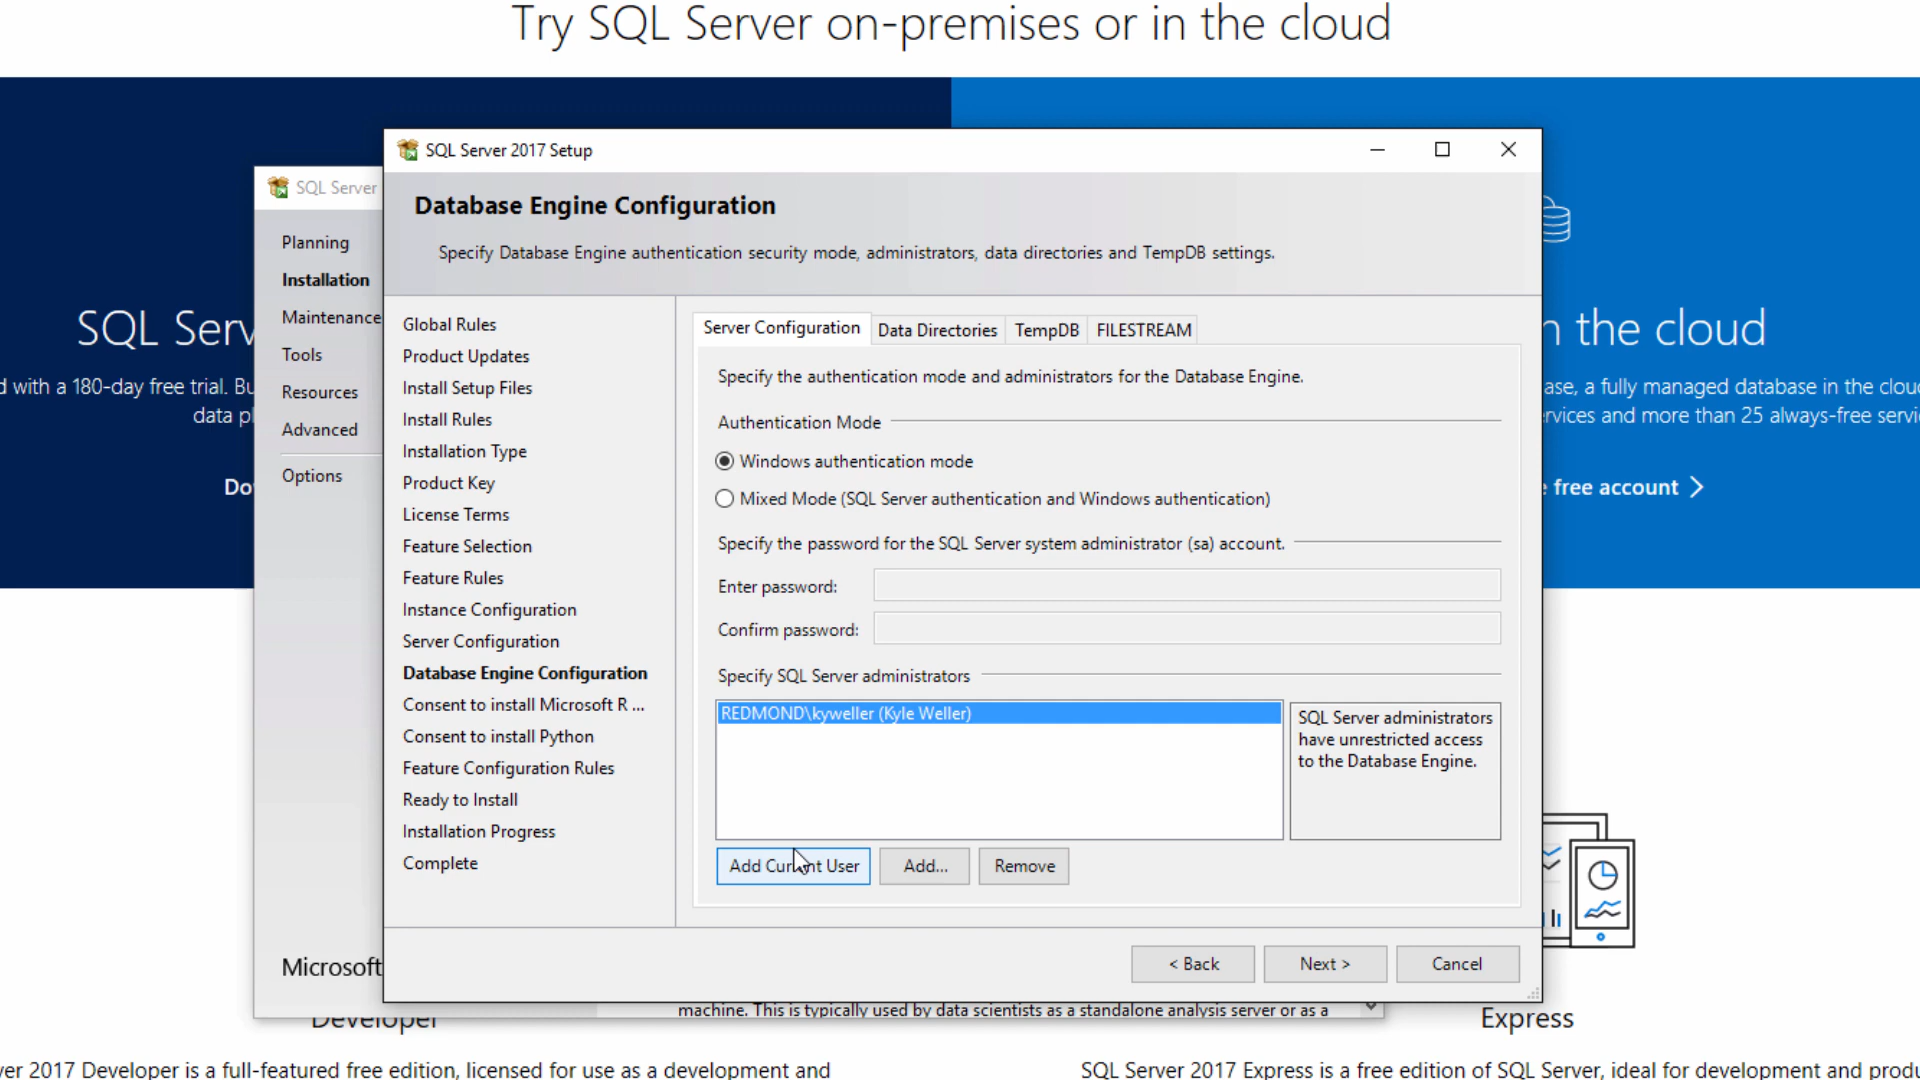 Try SQL Server on-premises or in the cloud
SQL Server 2017 Setup
SQL Server
Database Engine Configuration
Specify Database Engine authentication security mode, administrators, data directories and TempDB settings.
Planning
Installation
Maintenance
Tools
Resources
Advanced
Options
Microsoft
Global Rules
Product Updates
Install Setup Files
Install Rules
Installation Type
Product Key
License Terms
Feature Selection
Feature Rules
Instance Configuration
Server Configuration
Database Engine Configuration
Consent to install Microsoft R ...
Consent to install Python
Feature Configuration Rules
Ready to Install
Installation Progress
Complete
Server Configuration
Data Directories
TempDB
FILESTREAM
Specify the authentication mode and administrators for the Database Engine.
Authentication Mode
Windows authentication mode
Mixed Mode (SQL Server authentication and Windows authentication)
Specify the password for the SQL Server system administrator (sa) account.
Enter password:
Confirm password:
Specify SQL Server administrators
REDMOND\kyweller (Kyle Weller)
SQL Server administrators
have unrestricted access
to the Database Engine.
Add Current User
Add...
Remove
< Back
Next >
Cancel
SQL Serv
d with a 180-day free trial. Bu
data pl
Do
n the cloud
ase, a fully managed database in the clou
rvices and more than 25 always-free servi
e free account
machine. This is typically used by data scientists as a standalone analysis server or as a
Developer
Express
ver 2017 Developer is a full-featured free edition, licensed for use as a development and
SQL Server 2017 Express is a free edition of SQL Server, ideal for development and produ